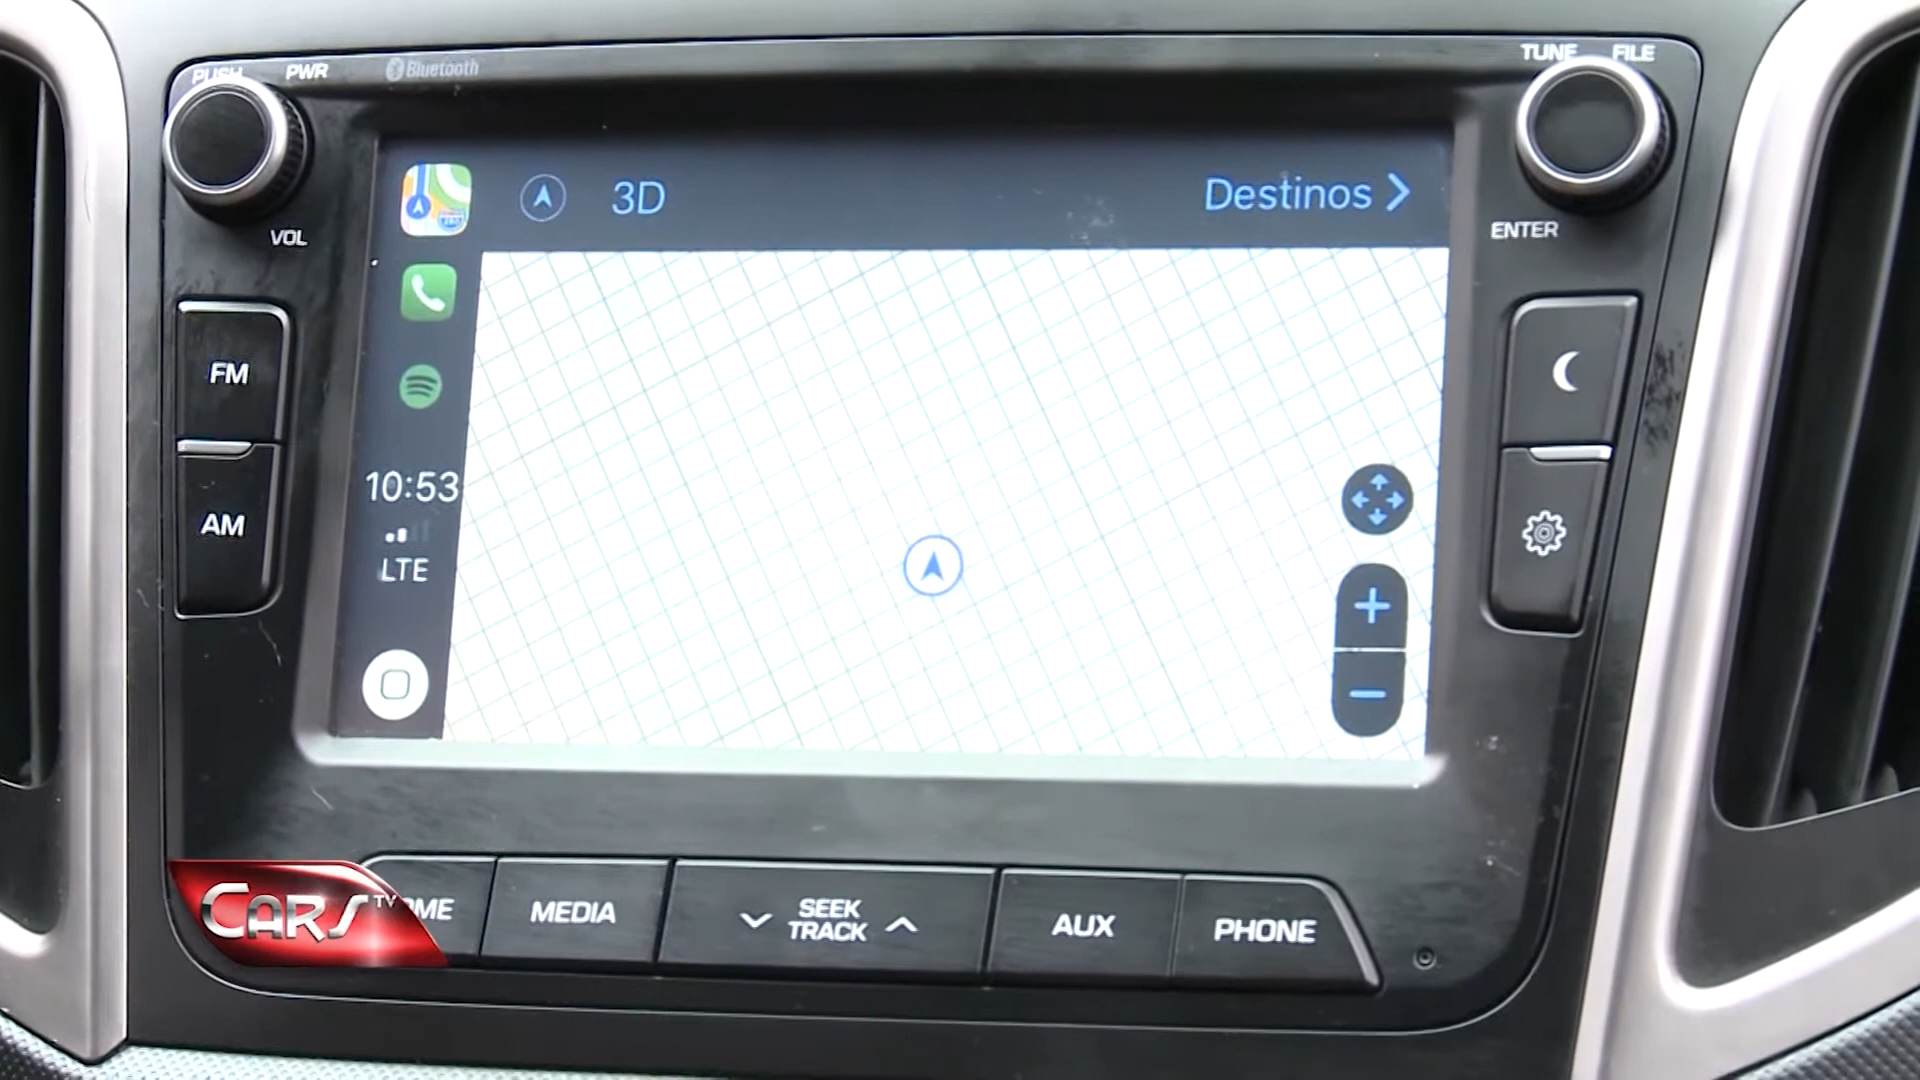 PUSH PWR Bluetooth
TUNE FILE
VOL
ENTER
3D
Destinos
FM
AM
10:53
LTE
CARS TV
OME
MEDIA
SEEK
TRACK
AUX
PHONE